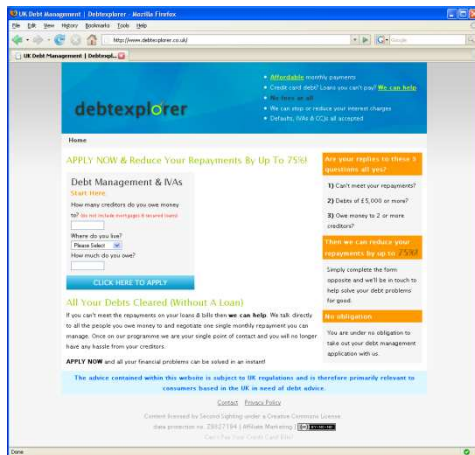 UK Debt Management | Debtexplorer - Mozilla Firefox
File Edit View History Bookmarks Tools Help
http://www.debtexplorer.co.uk/
Google
UK Debt Management | Debtexpl...
Affordable monthly payments
Credit card debt? Loans you can't pay? We can help
No fees at all
We can stop or reduce your interest charges
Defaults, IVAs & CCJs all accepted
debtexplorer
Home
APPLY NOW & Reduce Your Repayments By Up To 75%!
Debt Management & IVAs
Start Here.
How many creditors do you owe money
to? Do not include mortgages & secured loans
Where do you live?
Please Select
How much do you owe?
CLICK HERE TO APPLY
All Your Debts Cleared (Without A Loan)
If you can't meet the repayments on your loans & bills then we can help. We talk directly
to all the people you owe money to and negotiate one single monthly repayment you can
manage. Once on our programme we are your single point of contact and you will no longer
have any hassle from your creditors.
APPLY NOW and all your financial problems can be solved in an instant!
Are your replies to these 3
questions all yes?
1) Can't meet your repayments?
2) Debts of £5,000 or more?
3) Owe money to 2 or more
creditors?
Then we can reduce your
repayments by up to 75%!
Simply complete the form
opposite and we'll be in touch to
help solve your debt problems
for good.
No obligation
You are under no obligation to
take out your debt management
application with us.
The advice contained within this website is subject to UK regulations and is therefore primarily relevant to
consumers based in the UK in need of debt advice.
Contact Privacy Policy
Content licensed by Second Sighting under a Creative Commons License
data protection no. Z9027184 | Affiliate Marketing |
Can't Pay Your Credit Card Bills?
Done